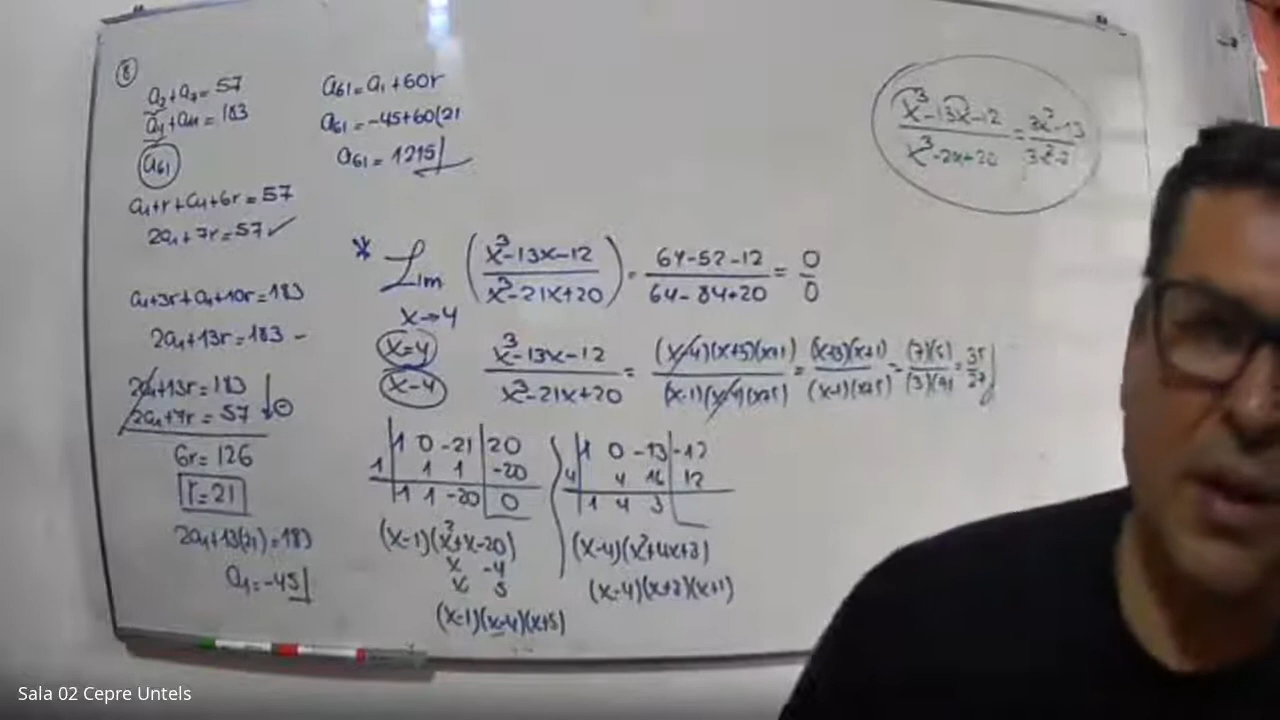 8
a₂+a₇=57
a₄+a₁₁=183
a₆₁
a₁+r+a₁+6r=57
2a₁+7r=57✓
a₁+3r+a₁+10r=183
2a₁+13r=183 -
2a₁+13r=183
2a₁+7r=57
6r=126
r=21
2a₁+13(21)=183
a₁=-45
a₆₁=a₁+60r
a₆₁=-45+60(21
a₆₁=1215
* Lim x→4 (x³-13x-12 / x³-21x+20) = 64-52-12 / 64-84+20 = 0/0
x=4
x-4
x³-13x-12 / x³-21x+20 = (x-4)(x+3)(x+1) / (x-1)(x-4)(x+5) = (x+3)(x+1) / (x-1)(x+5) = (7)(5) / (3)(9) = 35/27
1 0 -21 20
1 1 1 -20
1 1 -20 0
(x-1)(x²+x-20)
x -4
x 5
(x-1)(x-4)(x+5)
1 0 -13 -12
4 4 16 12
1 4 3
(x-4)(x²+4x+3)
(x-4)(x+3)(x+1)
x³-13x-12 / x³-2x+20 = 3x²-13 / 3x²-2
Sala 02 Cepre Untels